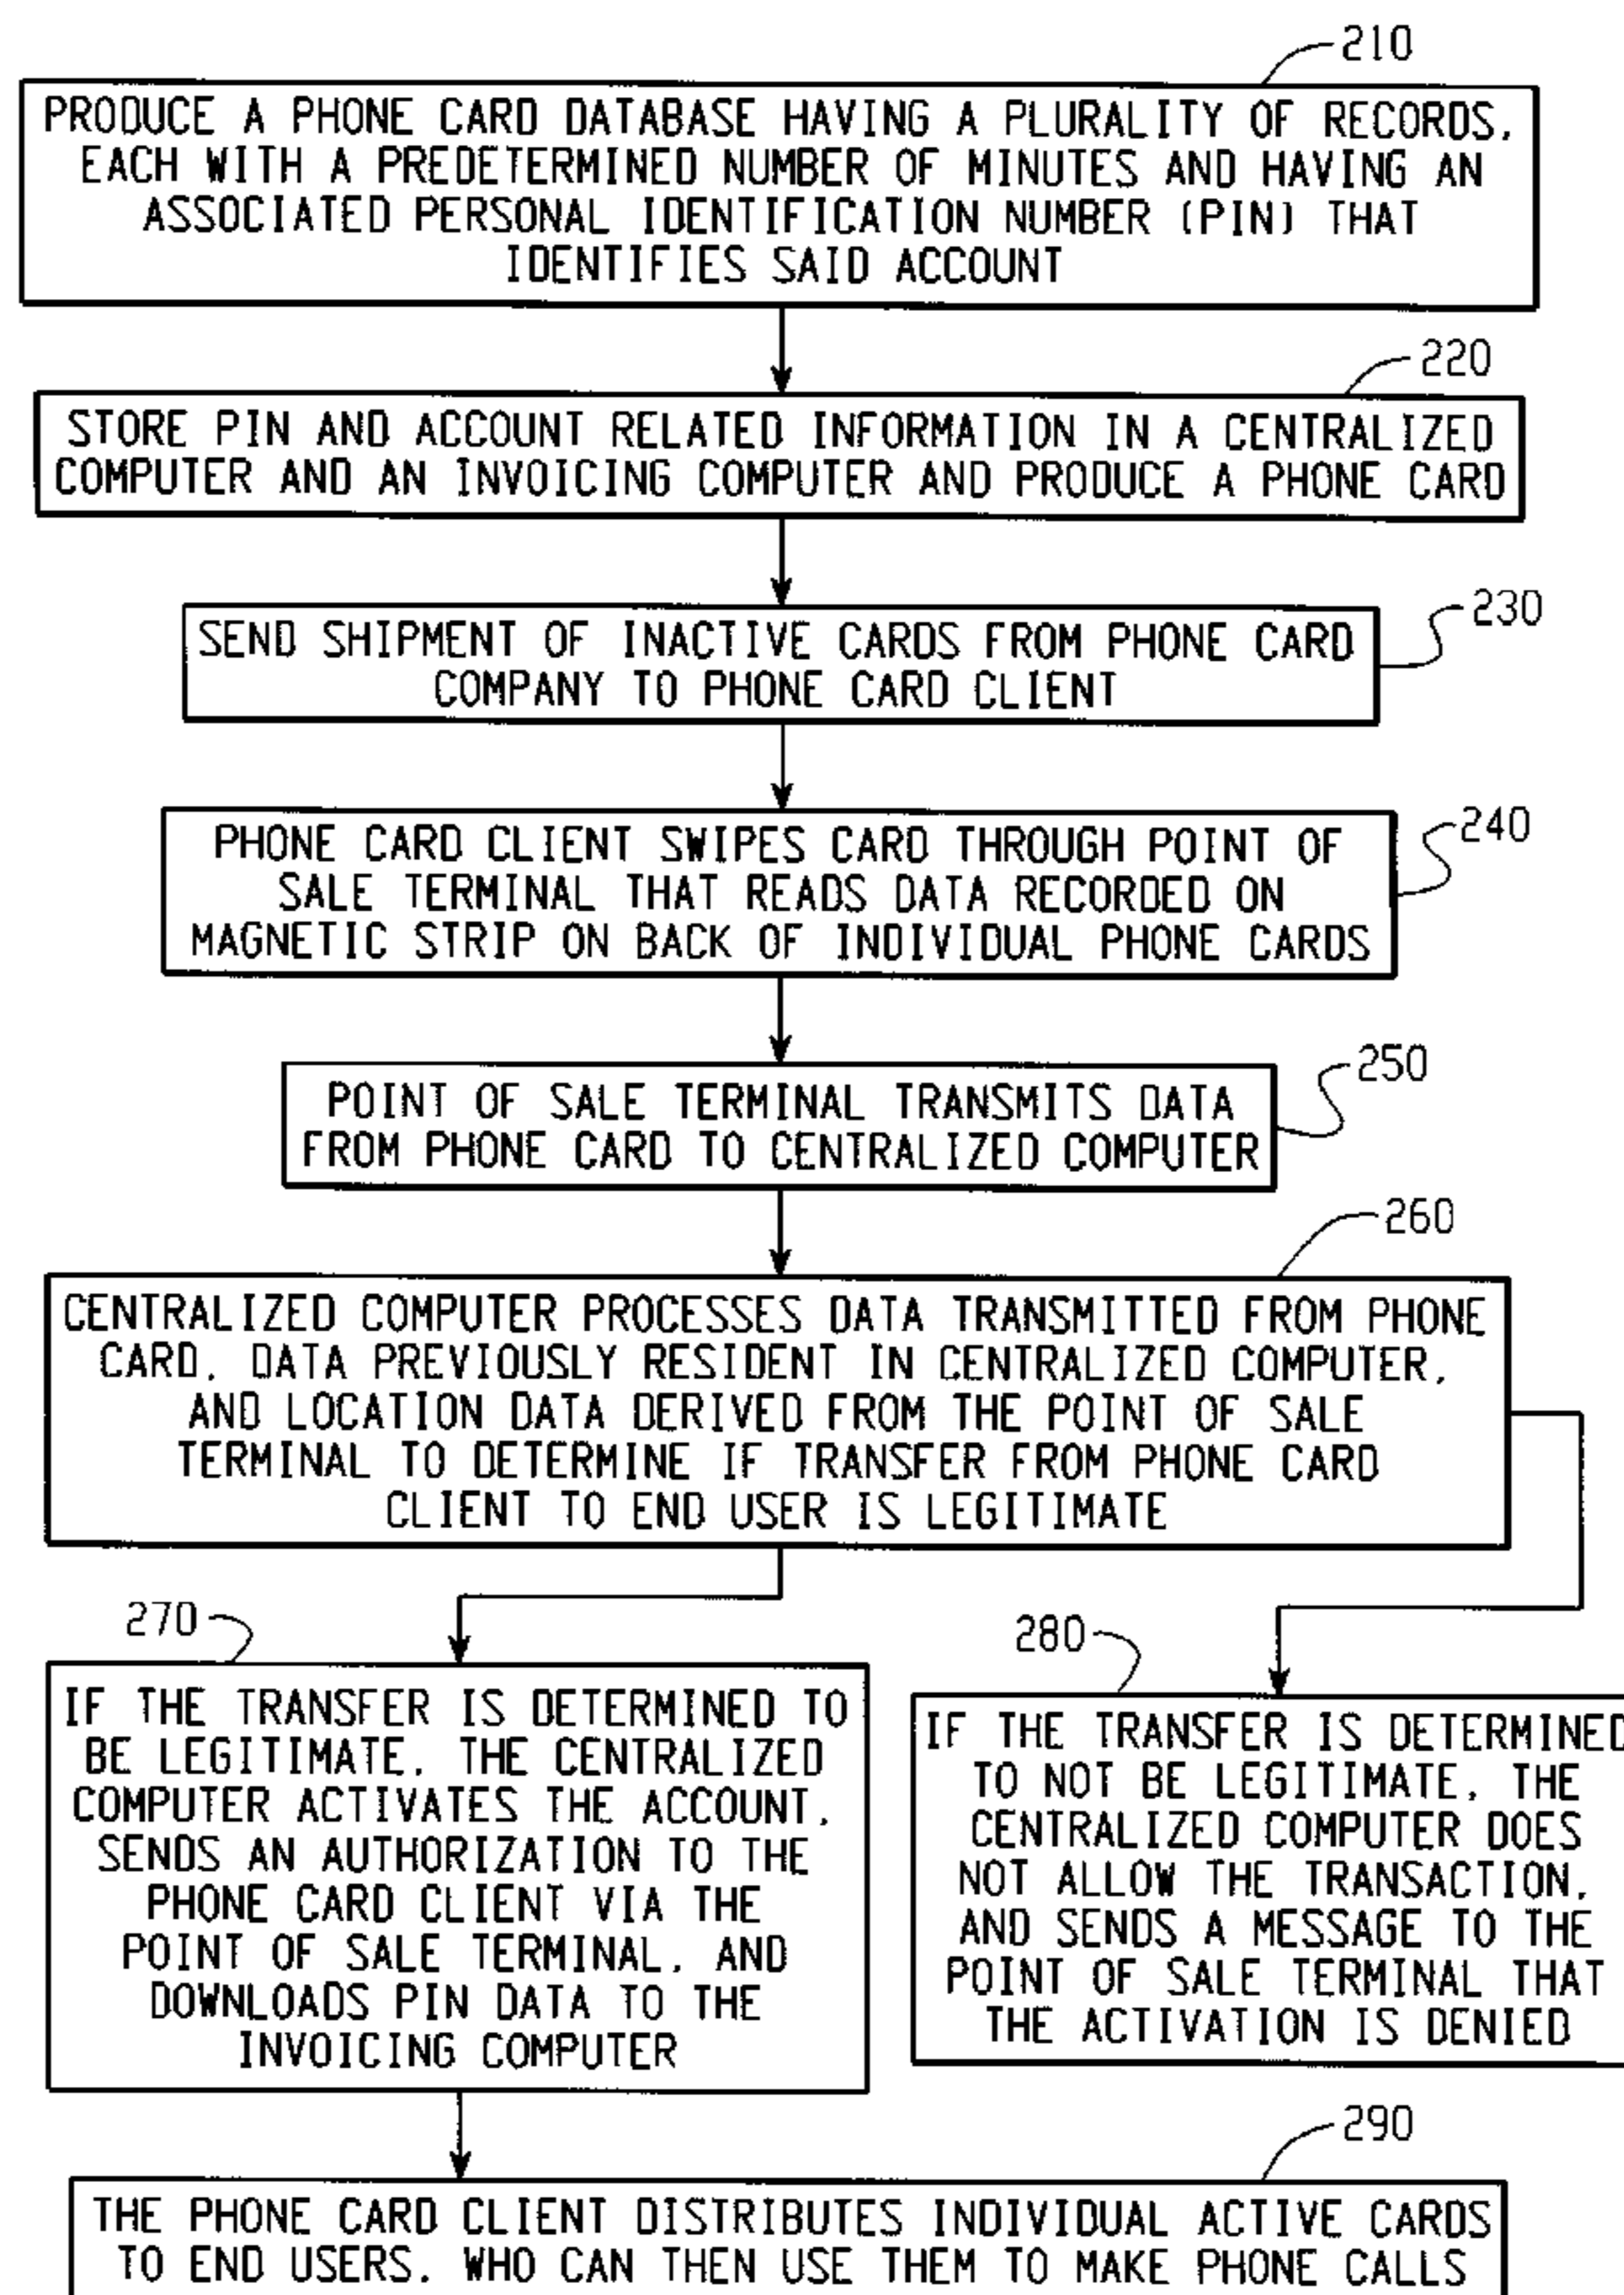 210
PRODUCE A PHONE CARD DATABASE HAVING A PLURALITY OF RECORDS,
EACH WITH A PREDETERMINED NUMBER OF MINUTES AND HAVING AN
ASSOCIATED PERSONAL IDENTIFICATION NUMBER (PIN) THAT
IDENTIFIES SAID ACCOUNT
220
STORE PIN AND ACCOUNT RELATED INFORMATION IN A CENTRALIZED
COMPUTER AND AN INVOICING COMPUTER AND PRODUCE A PHONE CARD
230
SEND SHIPMENT OF INACTIVE CARDS FROM PHONE CARD
COMPANY TO PHONE CARD CLIENT
240
PHONE CARD CLIENT SWIPES CARD THROUGH POINT OF
SALE TERMINAL THAT READS DATA RECORDED ON
MAGNETIC STRIP ON BACK OF INDIVIDUAL PHONE CARDS
250
POINT OF SALE TERMINAL TRANSMITS DATA
FROM PHONE CARD TO CENTRALIZED COMPUTER
260
CENTRALIZED COMPUTER PROCESSES DATA TRANSMITTED FROM PHONE
CARD, DATA PREVIOUSLY RESIDENT IN CENTRALIZED COMPUTER,
AND LOCATION DATA DERIVED FROM THE POINT OF SALE
TERMINAL TO DETERMINE IF TRANSFER FROM PHONE CARD
CLIENT TO END USER IS LEGITIMATE
270
IF THE TRANSFER IS DETERMINED TO
BE LEGITIMATE, THE CENTRALIZED
COMPUTER ACTIVATES THE ACCOUNT,
SENDS AN AUTHORIZATION TO THE
PHONE CARD CLIENT VIA THE
POINT OF SALE TERMINAL, AND
DOWNLOADS PIN DATA TO THE
INVOICING COMPUTER
280
IF THE TRANSFER IS DETERMINED
TO NOT BE LEGITIMATE, THE
CENTRALIZED COMPUTER DOES
NOT ALLOW THE TRANSACTION,
AND SENDS A MESSAGE TO THE
POINT OF SALE TERMINAL THAT
THE ACTIVATION IS DENIED
290
THE PHONE CARD CLIENT DISTRIBUTES INDIVIDUAL ACTIVE CARDS
TO END USERS, WHO CAN THEN USE THEM TO MAKE PHONE CALLS